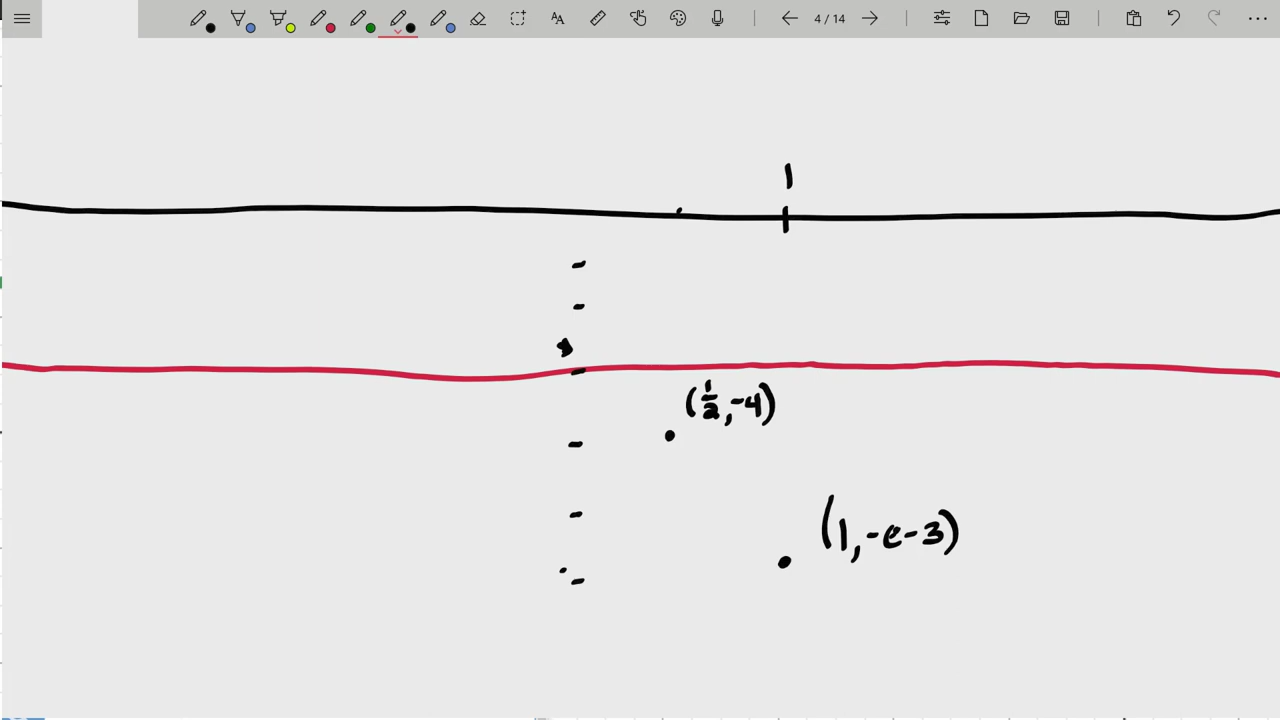 4 / 14
1
(1/2, -4)
(1, -e-3)